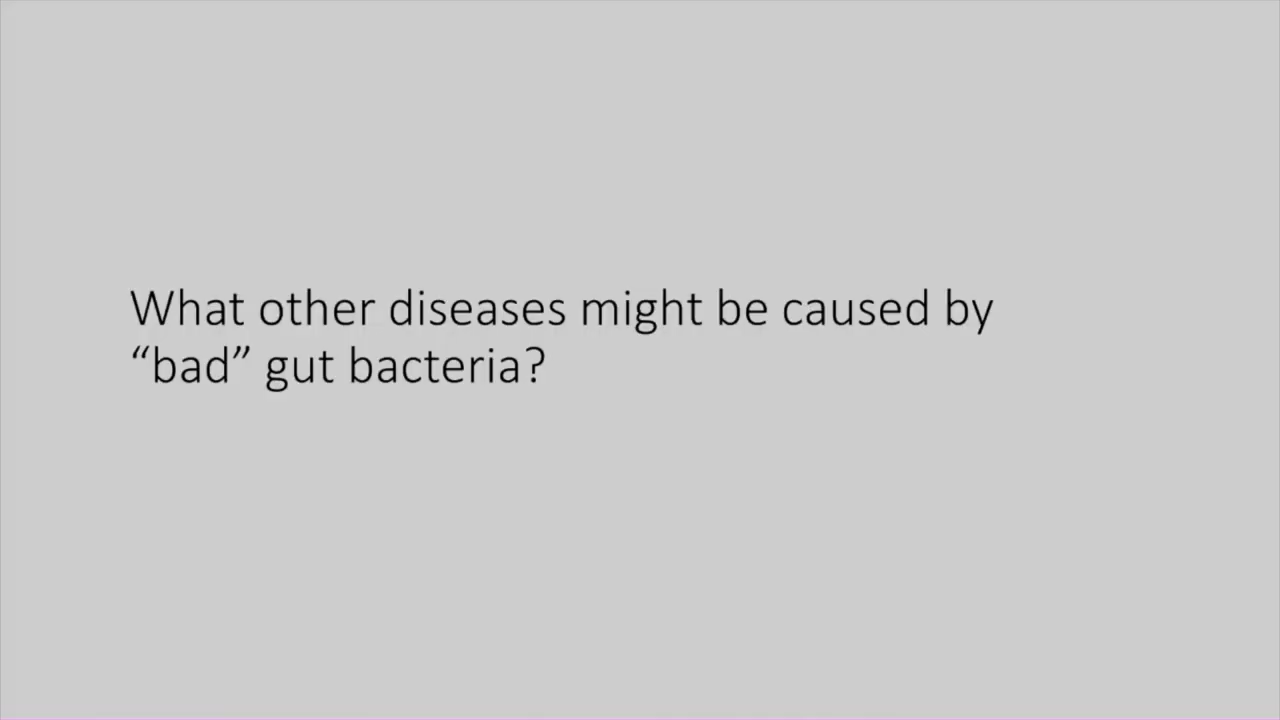 What other diseases might be caused by
“bad” gut bacteria?